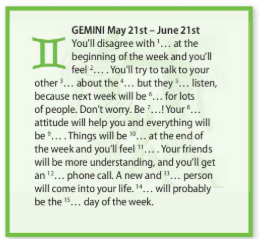 GEMINI May 21st – June 21st
You'll disagree with ¹… at the
beginning of the week and you'll
feel ²… . You'll try to talk to your
other ³… about the ⁴… but they ⁵… listen,
because next week will be ⁶… for lots
of people. Don't worry. Be ⁷…! Your ⁸…
attitude will help you and everything will
be ⁹… . Things will be ¹⁰… at the end of
the week and you'll feel ¹¹… . Your friends
will be more understanding, and you'll get
an ¹²… phone call. A new and ¹³… person
will come into your life. ¹⁴… will probably
be the ¹⁵… day of the week.